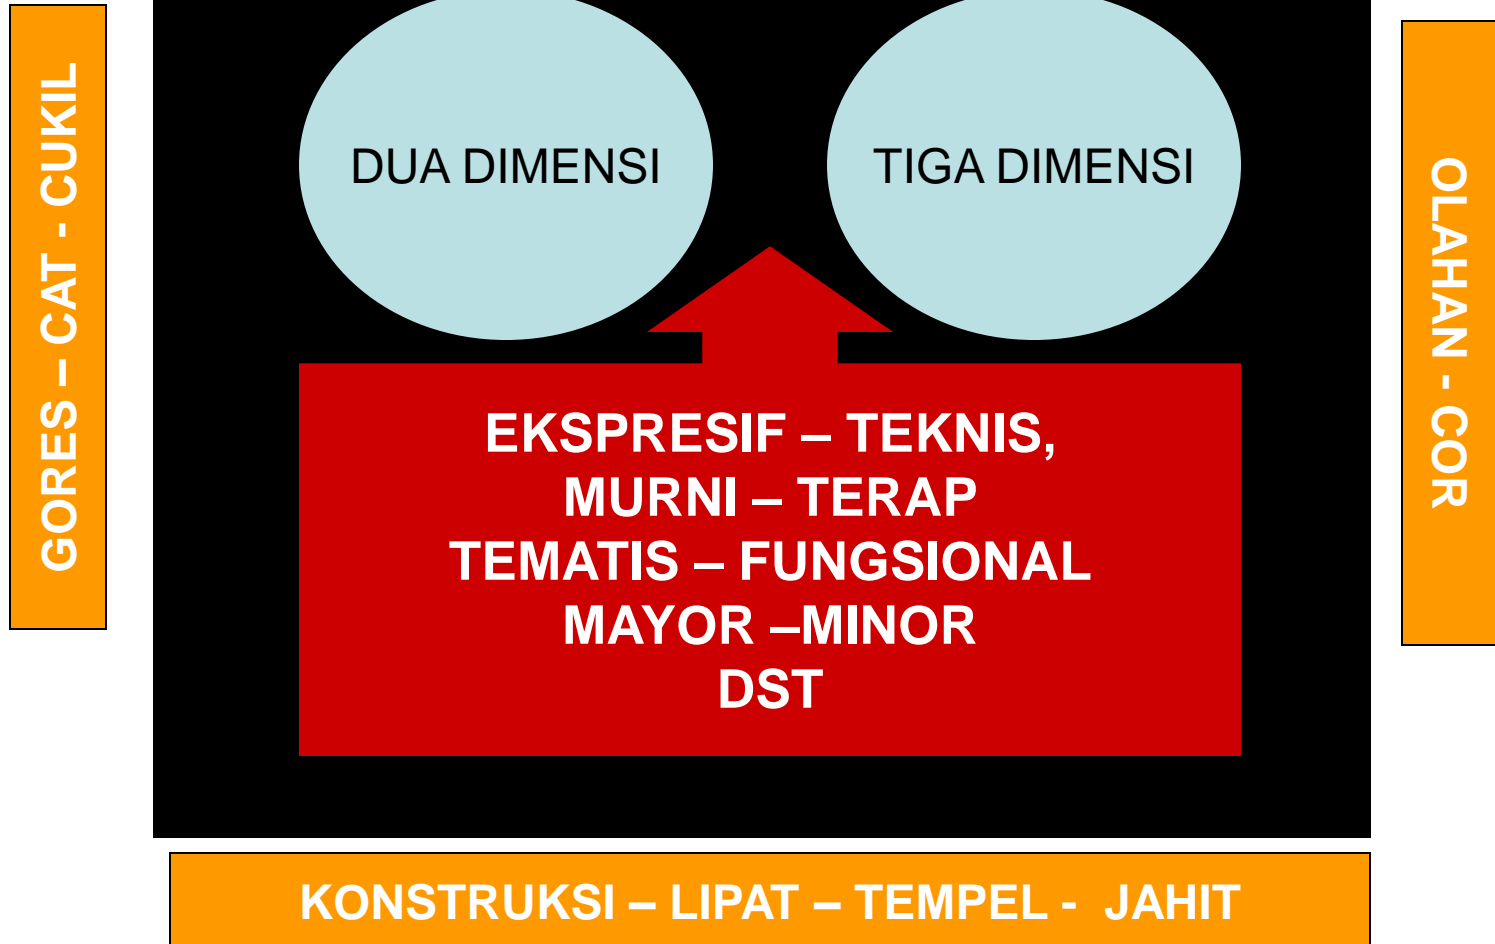 GORES – CAT - CUKIL
DUA DIMENSI
TIGA DIMENSI
EKSPRESIF – TEKNIS,
MURNI – TERAP
TEMATIS – FUNGSIONAL
MAYOR –MINOR
DST
OLAHAN - COR
KONSTRUKSI – LIPAT – TEMPEL - JAHIT